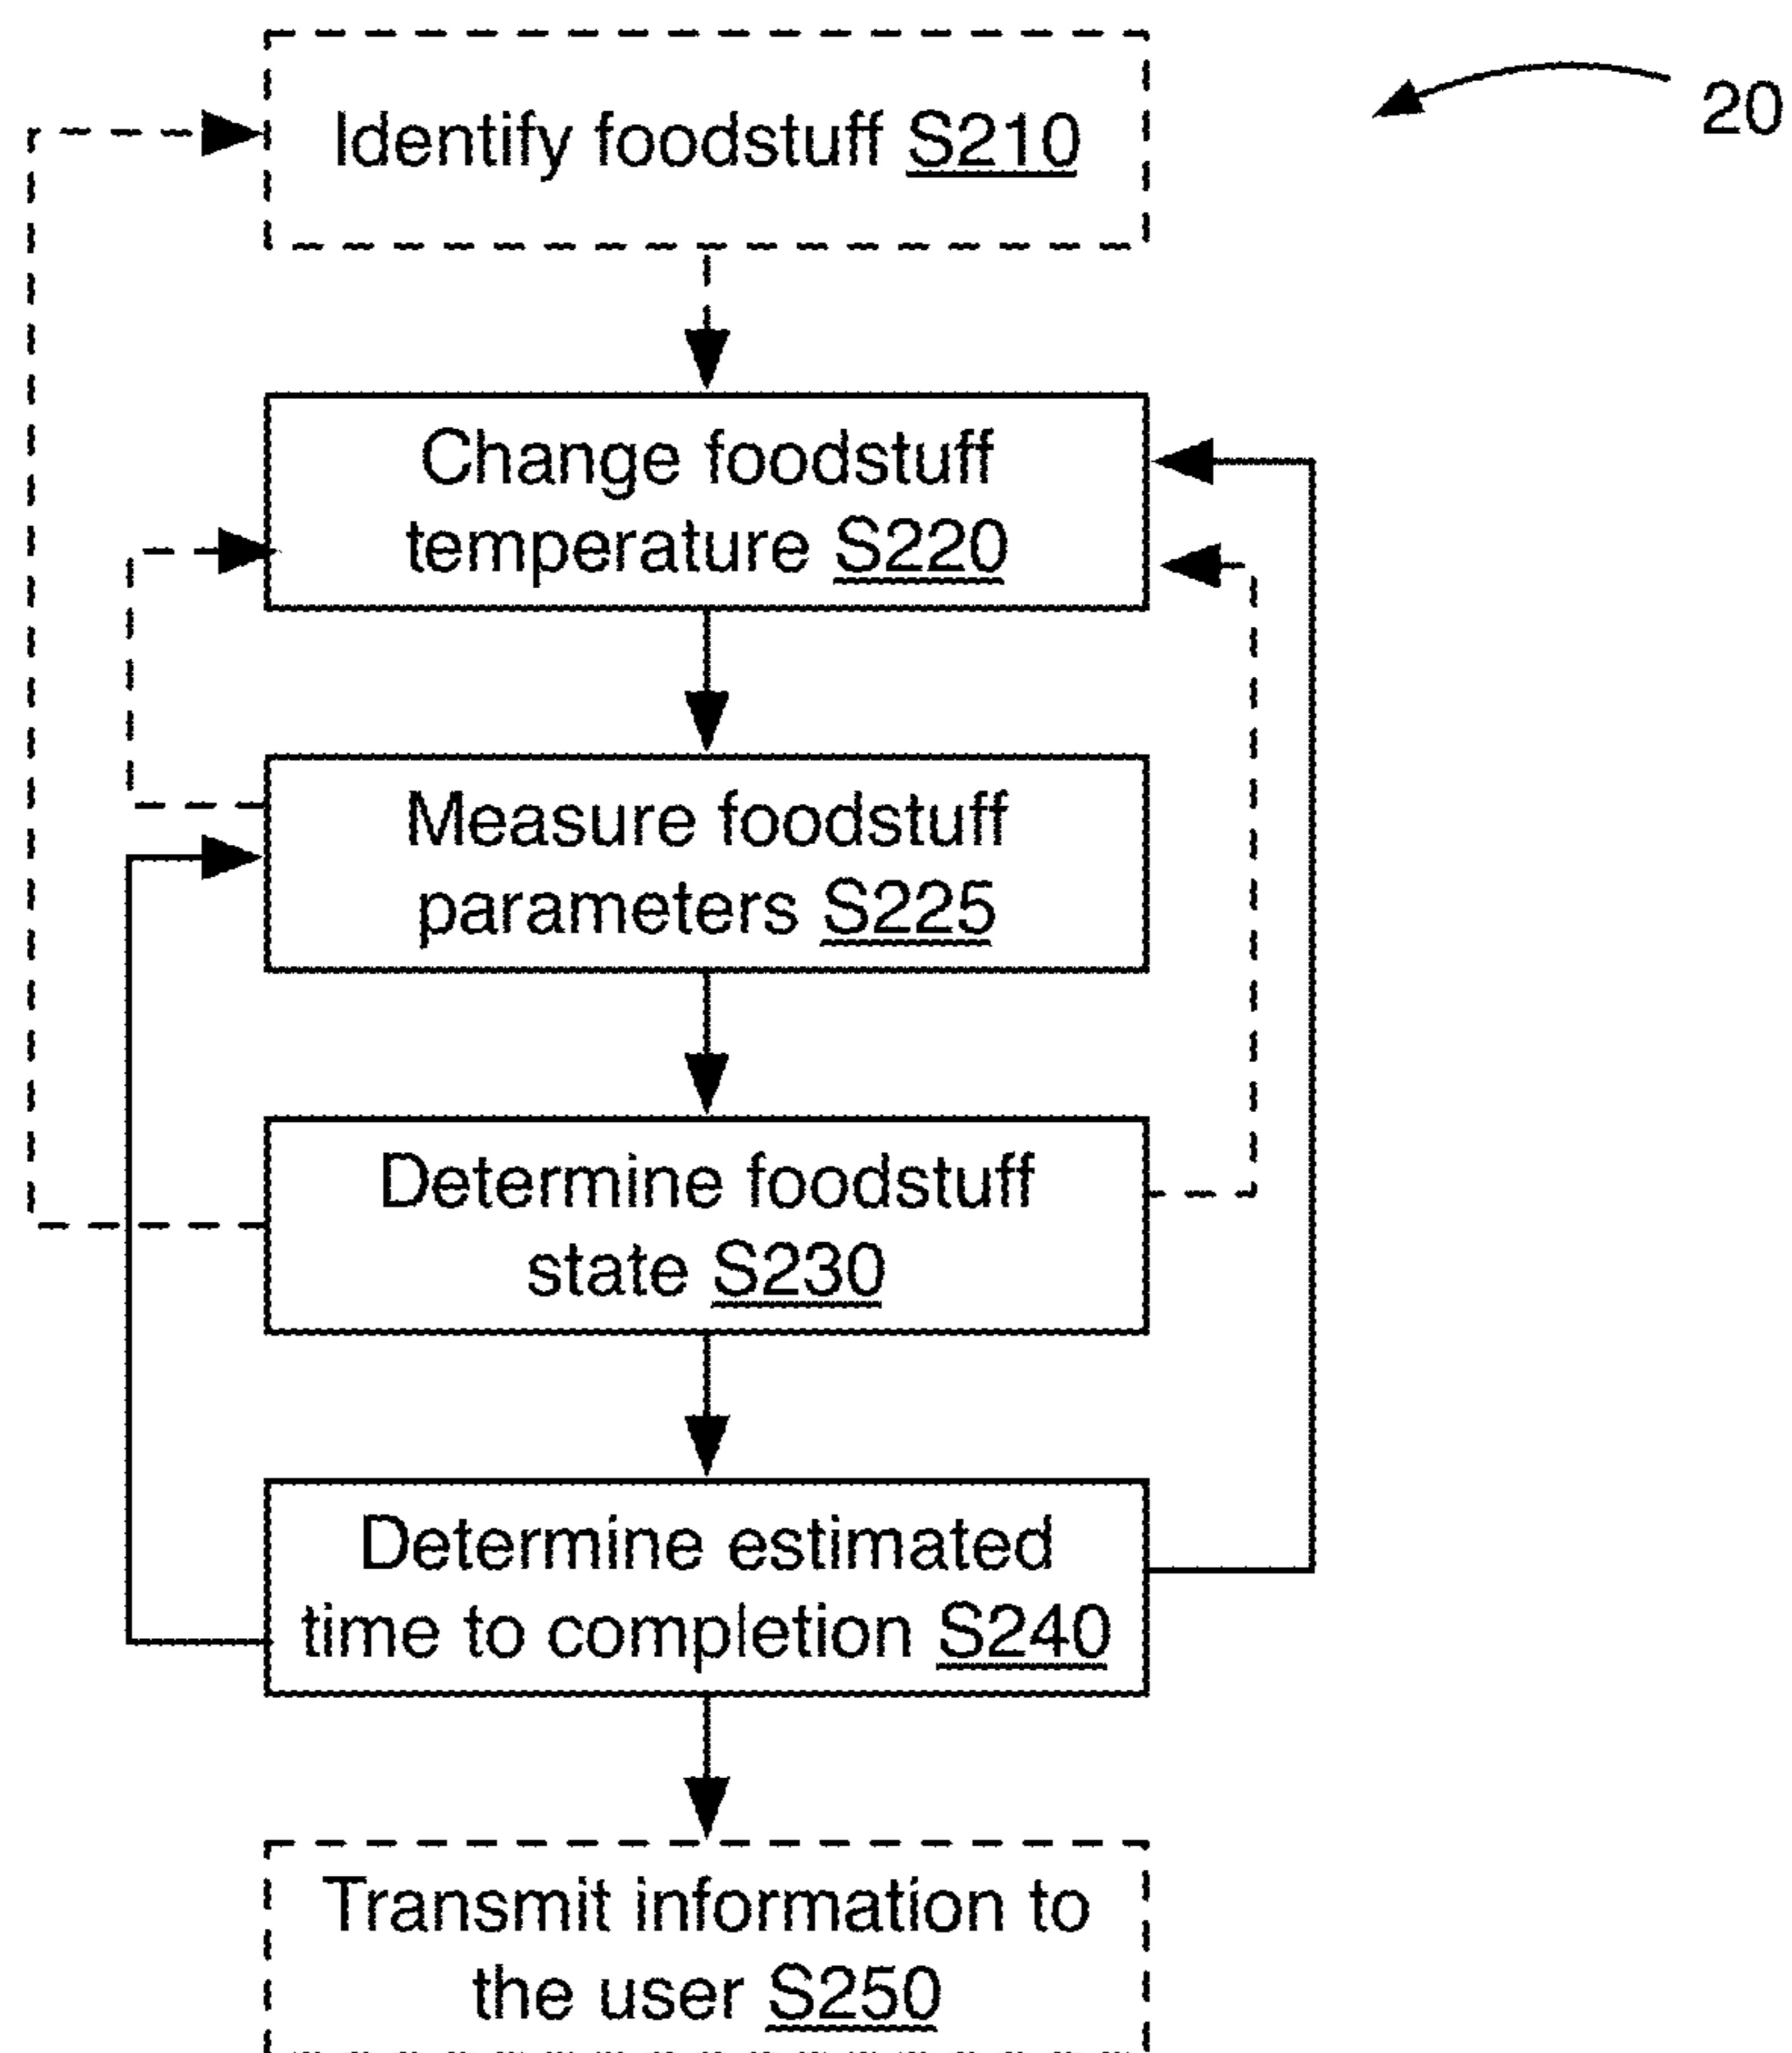 20
Identify foodstuff S210
Change foodstuff
temperature S220
Measure foodstuff
parameters S225
Determine foodstuff
state S230
Determine estimated
time to completion S240
Transmit information to
the user S250